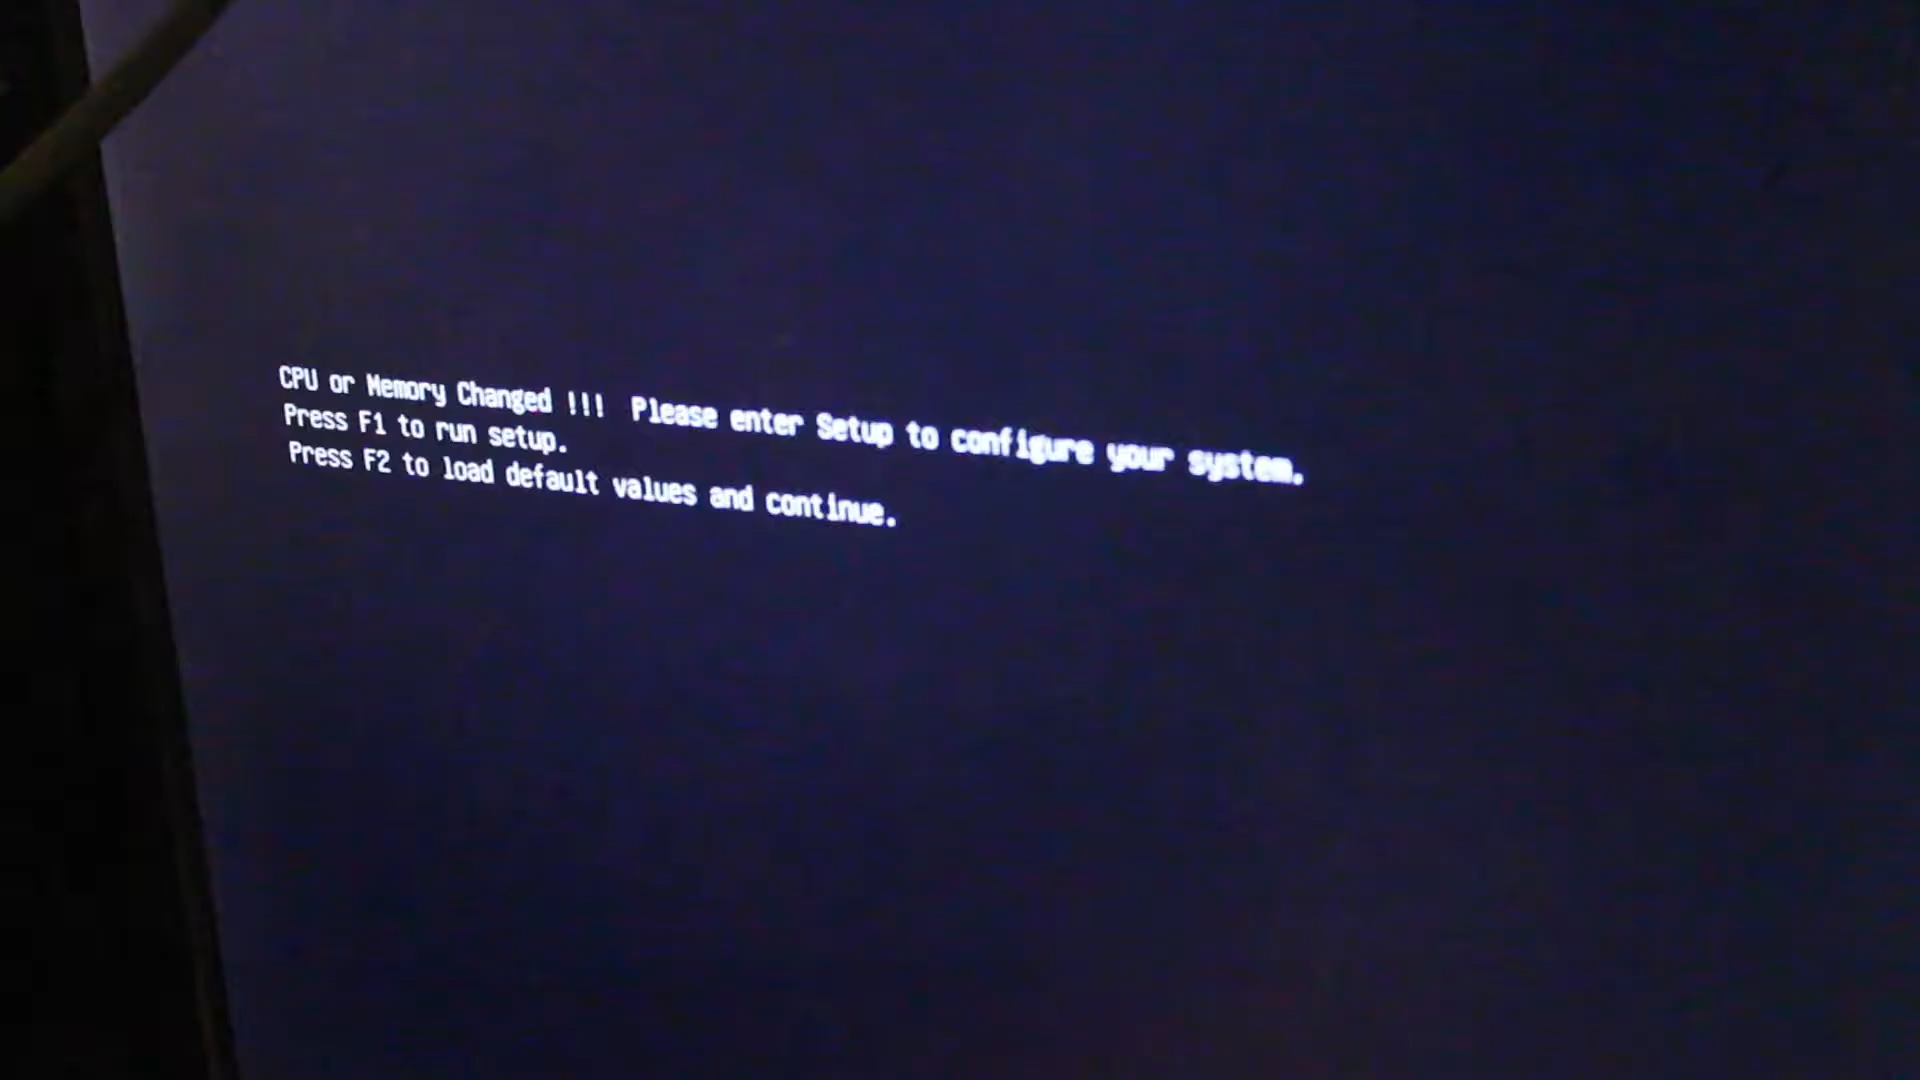 CPU or Memory Changed !!!  Please enter Setup to configure your system.
Press F1 to run setup.
Press F2 to load default values and continue.